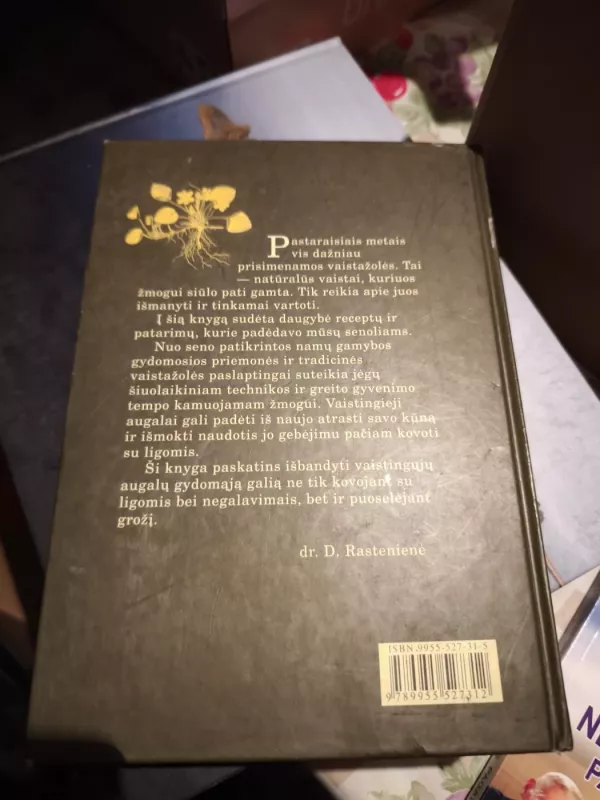 Pastaraisiais metais
vis dažniau
prisimenamos vaistažolės. Tai
— natūralūs vaistai, kuriuos
žmogui siūlo pati gamta. Tik reikia apie juos
išmanyti ir tinkamai vartoti.
Į šią knygą sudėta daugybė receptų ir
patarimų, kurie padėdavo mūsų senoliams.
Nuo seno patikrintos namų gamybos
gydomosios priemonės ir tradicinės
vaistažolės paslaptingai suteikia jėgų
šiuolaikiniam technikos ir greito gyvenimo
tempo kamuojamam žmogui. Vaistingieji
augalai gali padėti iš naujo atrasti savo kūną
ir išmokti naudotis jo gebėjimu pačiam kovoti
su ligomis.
Ši knyga paskatins išbandyti vaistingųjų
augalų gydomąją galią ne tik kovojant su
ligomis bei negalavimais, bet ir puoselėjant
grožį.
dr. D. Rastenienė
ISBN 9955-527-31-5
9 789955 527312